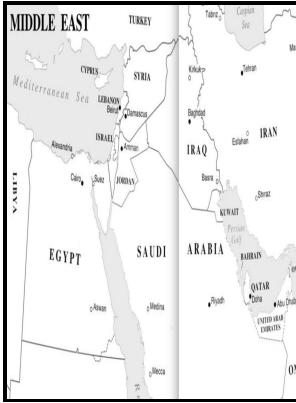 MIDDLE EAST
TURKEY
Tabriz
Caspian
Sea
CYPRUS
SYRIA
Kirkuk
Tehran
Mediterranean Sea
LEBANON
Beirut
Damascus
Baghdad
ISRAEL
Amman
Esfahan
IRAN
Alexandria
IRAQ
Cairo
Suez
JORDAN
Basra
Shiraz
LIBYA
KUWAIT
Persian
Gulf
EGYPT
SAUDI ARABIA
BAHRAIN
QATAR
Doha
Abu Dhab
Aswan
Medina
Riyadh
UNITED ARAB
EMIRATES
Mecca